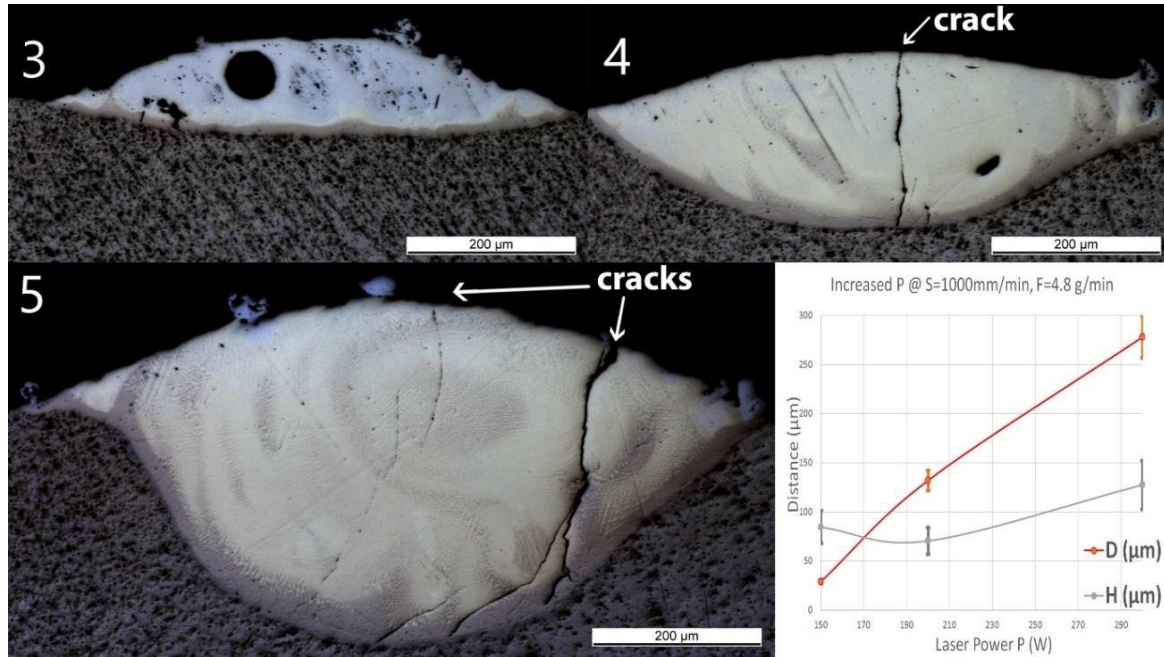 3
200 µm
4
crack
200 µm
5
cracks
200 µm
Increased P @ S=1000mm/min, F=4.8 g/min
300
250
200
150
100
50
0
Distance (µm)
150
170
190
210
230
250
270
290
Laser Power P (W)
D (µm)
H (µm)